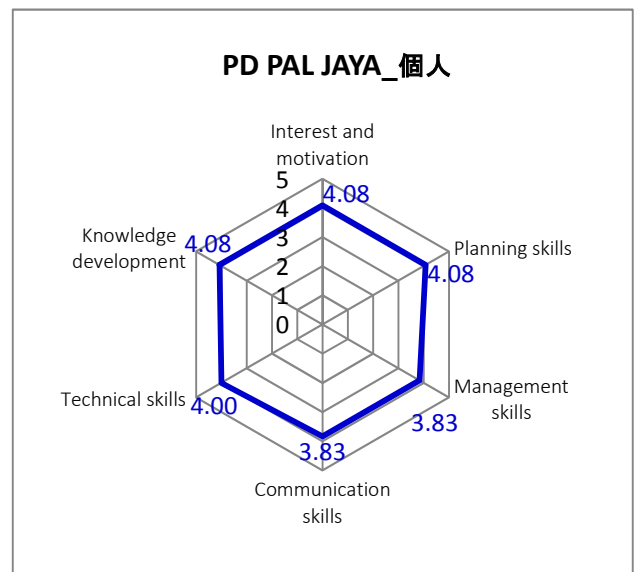 PD PAL JAYA_個人
Interest and
motivation
5
4.08
4
3
2
1
0
Planning skills
4.08
Management
skills
3.83
3.83
Communication
skills
Technical skills
4.00
4.08
Knowledge
development